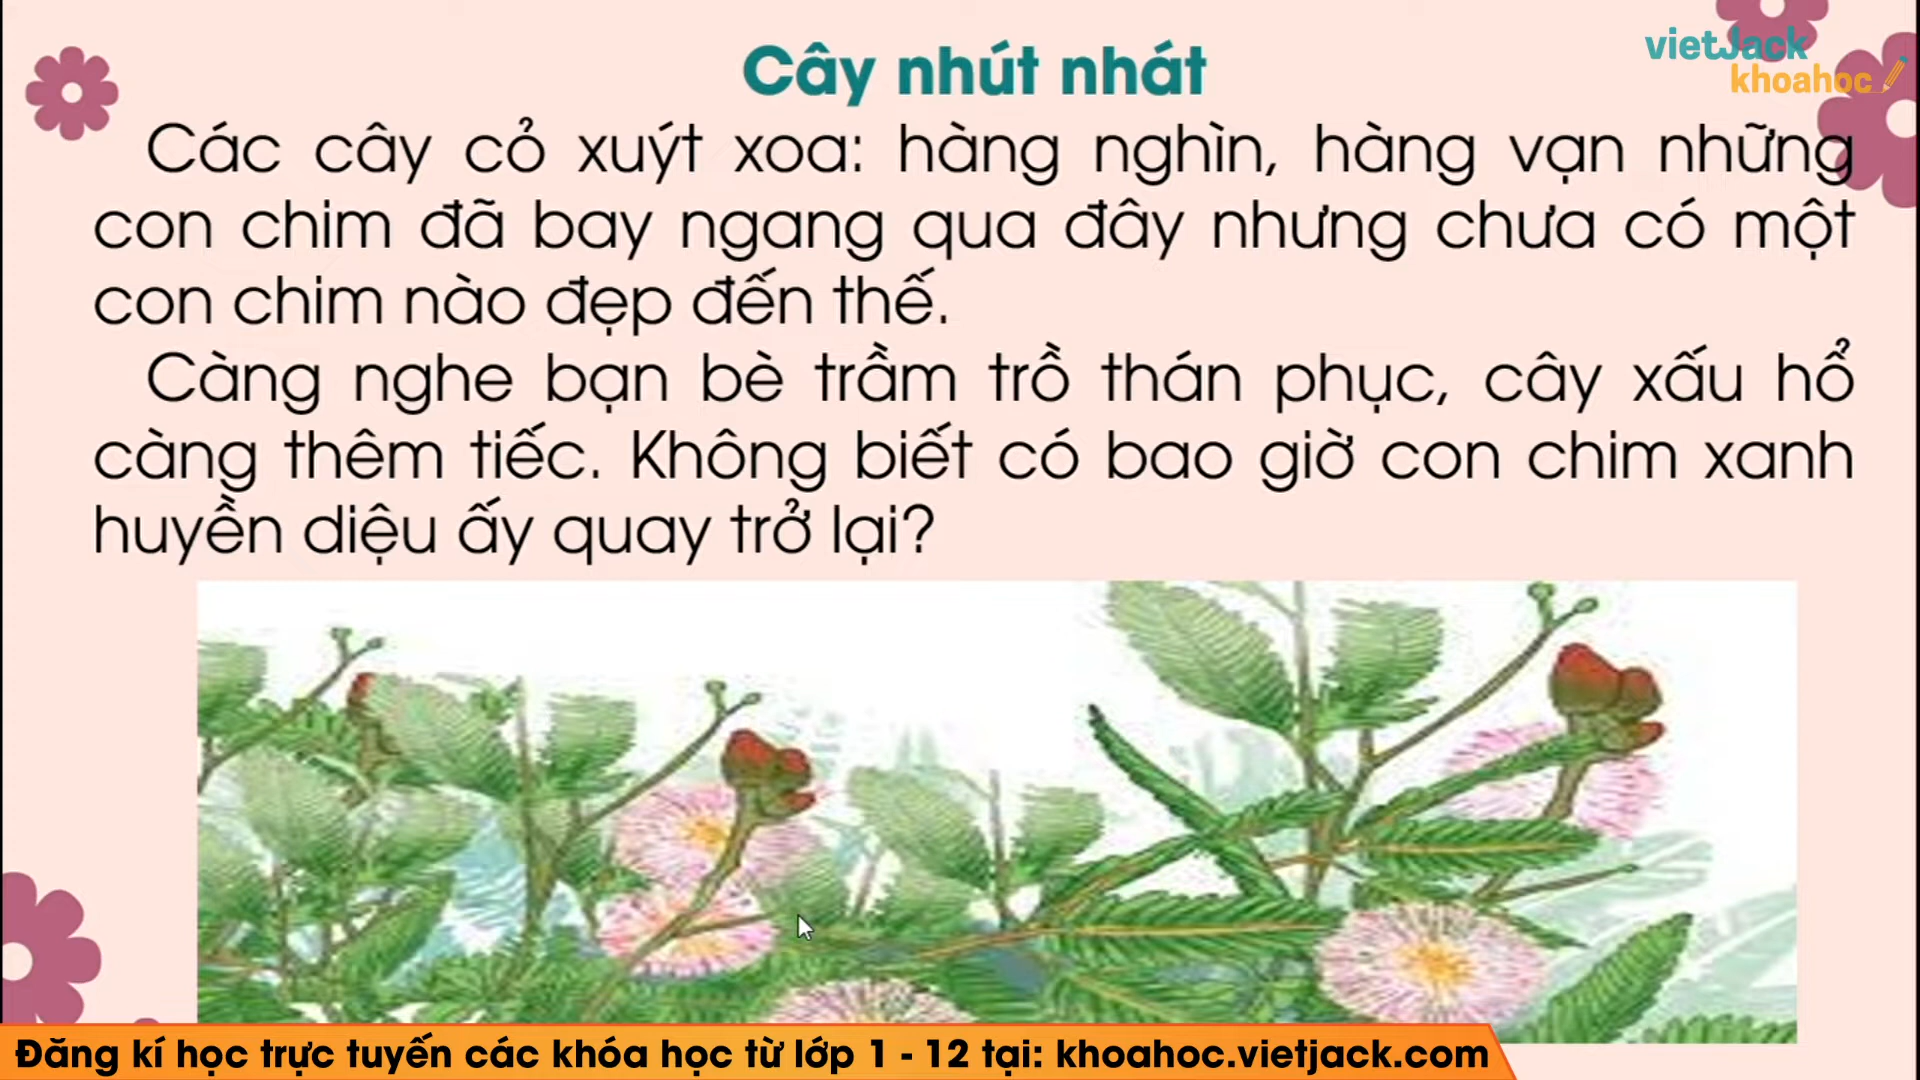 Cây nhút nhát
vietJack
khoahoc
Các cây cỏ xuýt xoa: hàng nghìn, hàng vạn những
con chim đã bay ngang qua đây nhưng chưa có một
con chim nào đẹp đến thế.
Càng nghe bạn bè trầm trồ thán phục, cây xấu hổ
càng thêm tiếc. Không biết có bao giờ con chim xanh
huyền diệu ấy quay trở lại?
Đăng kí học trực tuyến các khóa học từ lớp 1 - 12 tại: khoahoc.vietjack.com